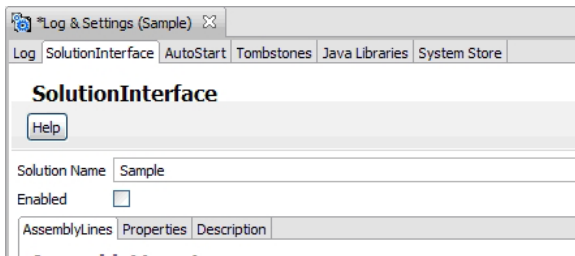 *Log & Settings (Sample)
Log SolutionInterface AutoStart Tombstones Java Libraries System Store
SolutionInterface
Help
Solution Name Sample
Enabled
AssemblyLines Properties Description